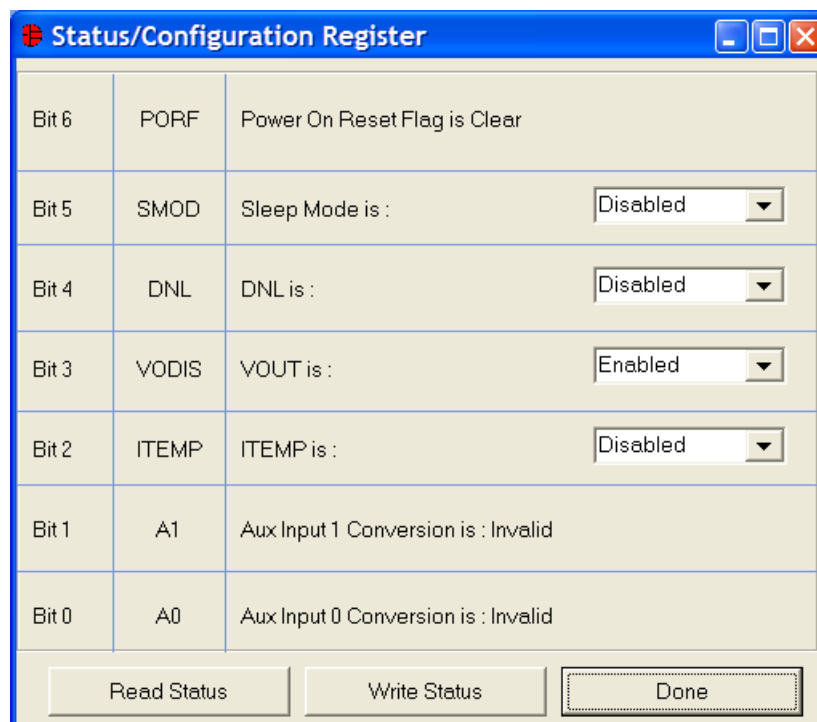 Status/Configuration Register
Bit 6 PORF Power On Reset Flag is Clear
Bit 5 SMOD Sleep Mode is : Disabled
Bit 4 DNL DNL is : Disabled
Bit 3 VODIS VOUT is : Enabled
Bit 2 ITEMP ITEMP is : Disabled
Bit 1 A1 Aux Input 1 Conversion is : Invalid
Bit 0 A0 Aux Input 0 Conversion is : Invalid
Read Status Write Status Done